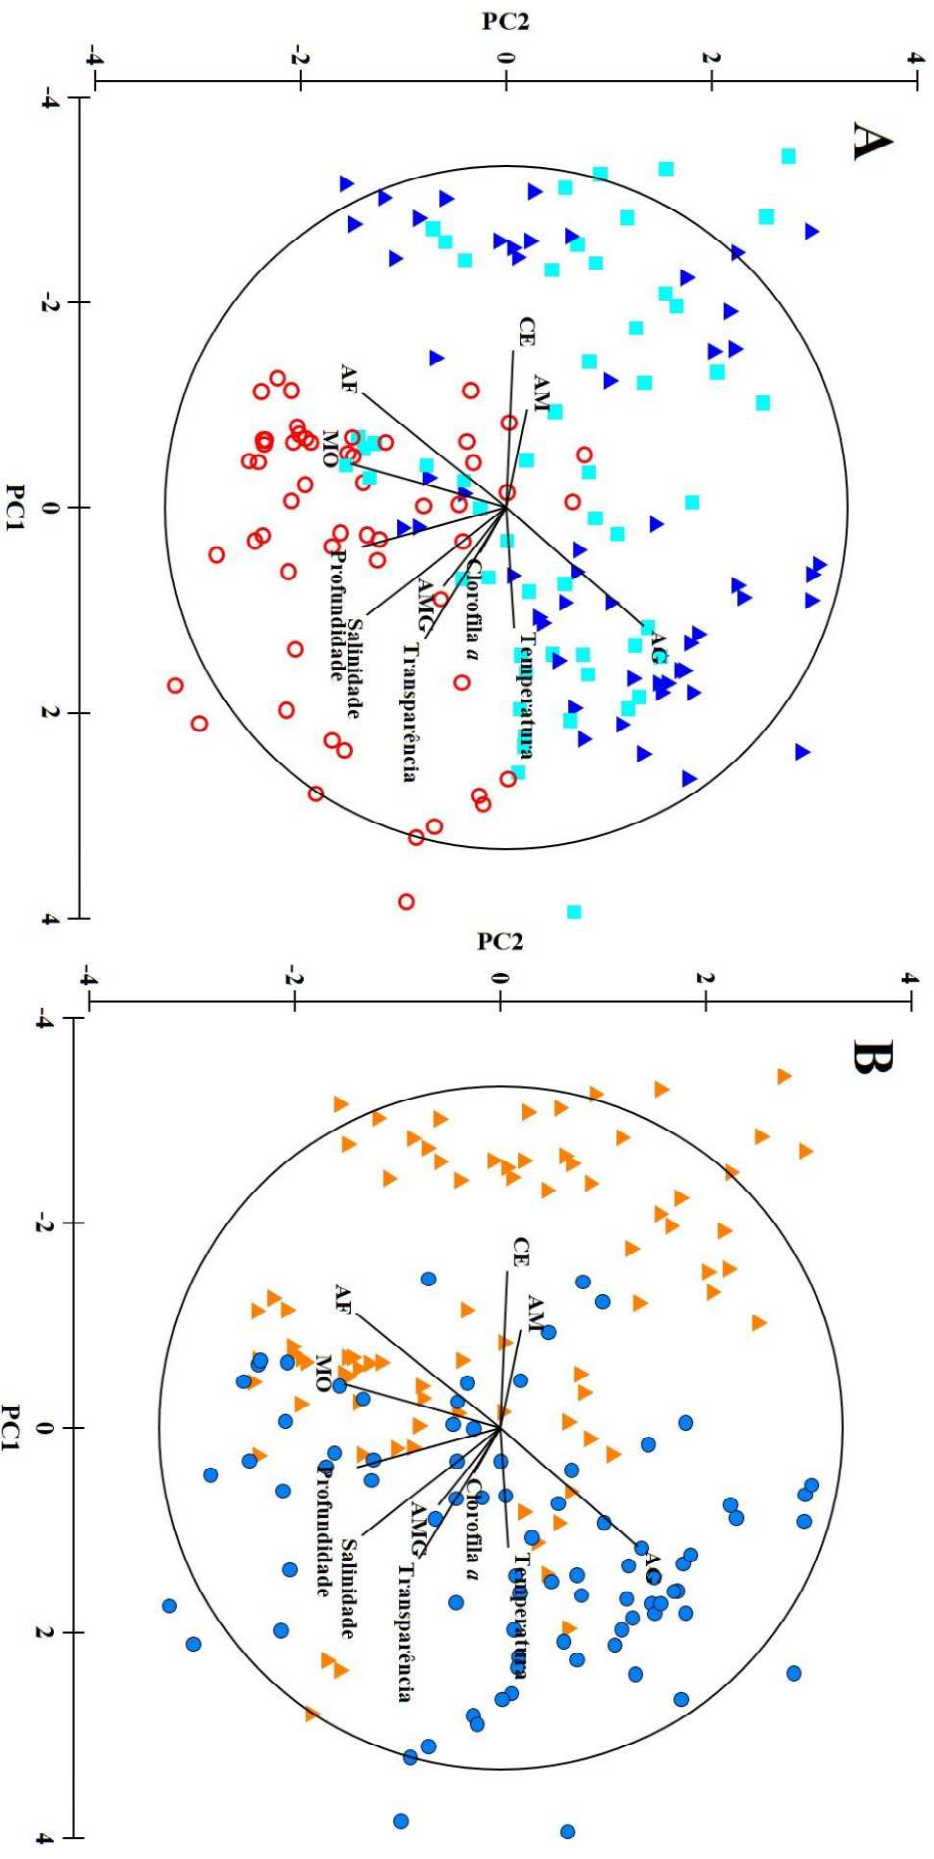 A
PC2
4
2
0
-2
-4
-4
-2
0
2
4
PC1
CE
AM
AF
MO
AG
Clorofila a
AMG
Temperatura
Profundidade
Salinidade
Transparência
B
PC2
4
2
0
-2
-4
-4
-2
0
2
4
PC1
CE
AM
AF
MO
AG
Clorofila a
AMG
Temperatura
Profundidade
Salinidade
Transparência